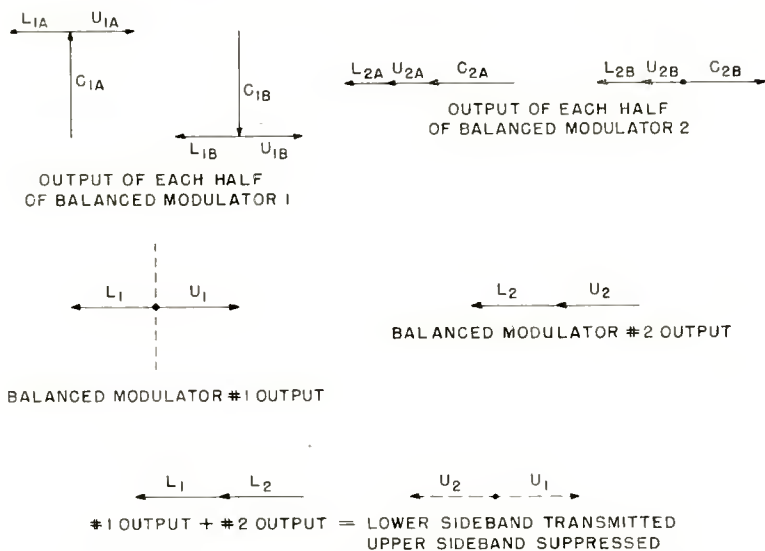 L1A U1A
C1A
C1B
L1B U1B
OUTPUT OF EACH HALF
OF BALANCED MODULATOR 1
L2A U2A C2A
L2B U2B C2B
OUTPUT OF EACH HALF
OF BALANCED MODULATOR 2
L1 U1
BALANCED MODULATOR #1 OUTPUT
L2 U2
BALANCED MODULATOR #2 OUTPUT
L1 L2
U2 U1
#1 OUTPUT + #2 OUTPUT = LOWER SIDEBAND TRANSMITTED
UPPER SIDEBAND SUPPRESSED